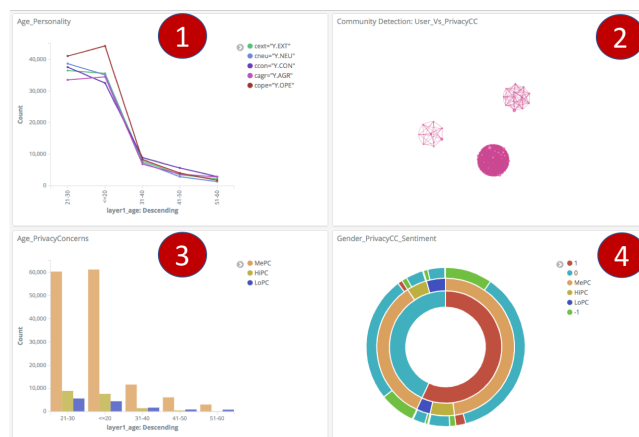 Age_Personality
1
40,000
30,000
20,000
10,000
0
Count
21-30
<=20
31-40
41-50
51-60
layer1_age: Descending
cext="Y.EXT"
cneu="Y.NEU"
ccon="Y.CON"
cagr="Y.AGR"
cope="Y.OPE"
Community Detection: User_Vs_PrivacyCC
2
Age_PrivacyConcerns
3
60,000
50,000
40,000
30,000
20,000
10,000
0
Count
21-30
<=20
31-40
41-50
51-60
layer1_age: Descending
MePC
HiPC
LoPC
Gender_PrivacyCC_Sentiment
4
1
0
MePC
HiPC
LoPC
-1